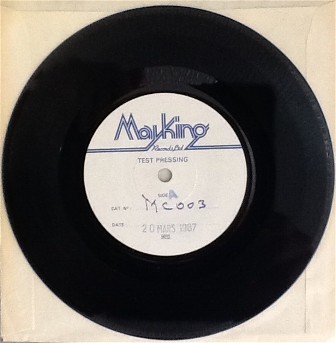 MayKing
Records Ltd
TEST PRESSING
SIDE A
CAT Nº: MC003
DATE: 20 MARS 1987